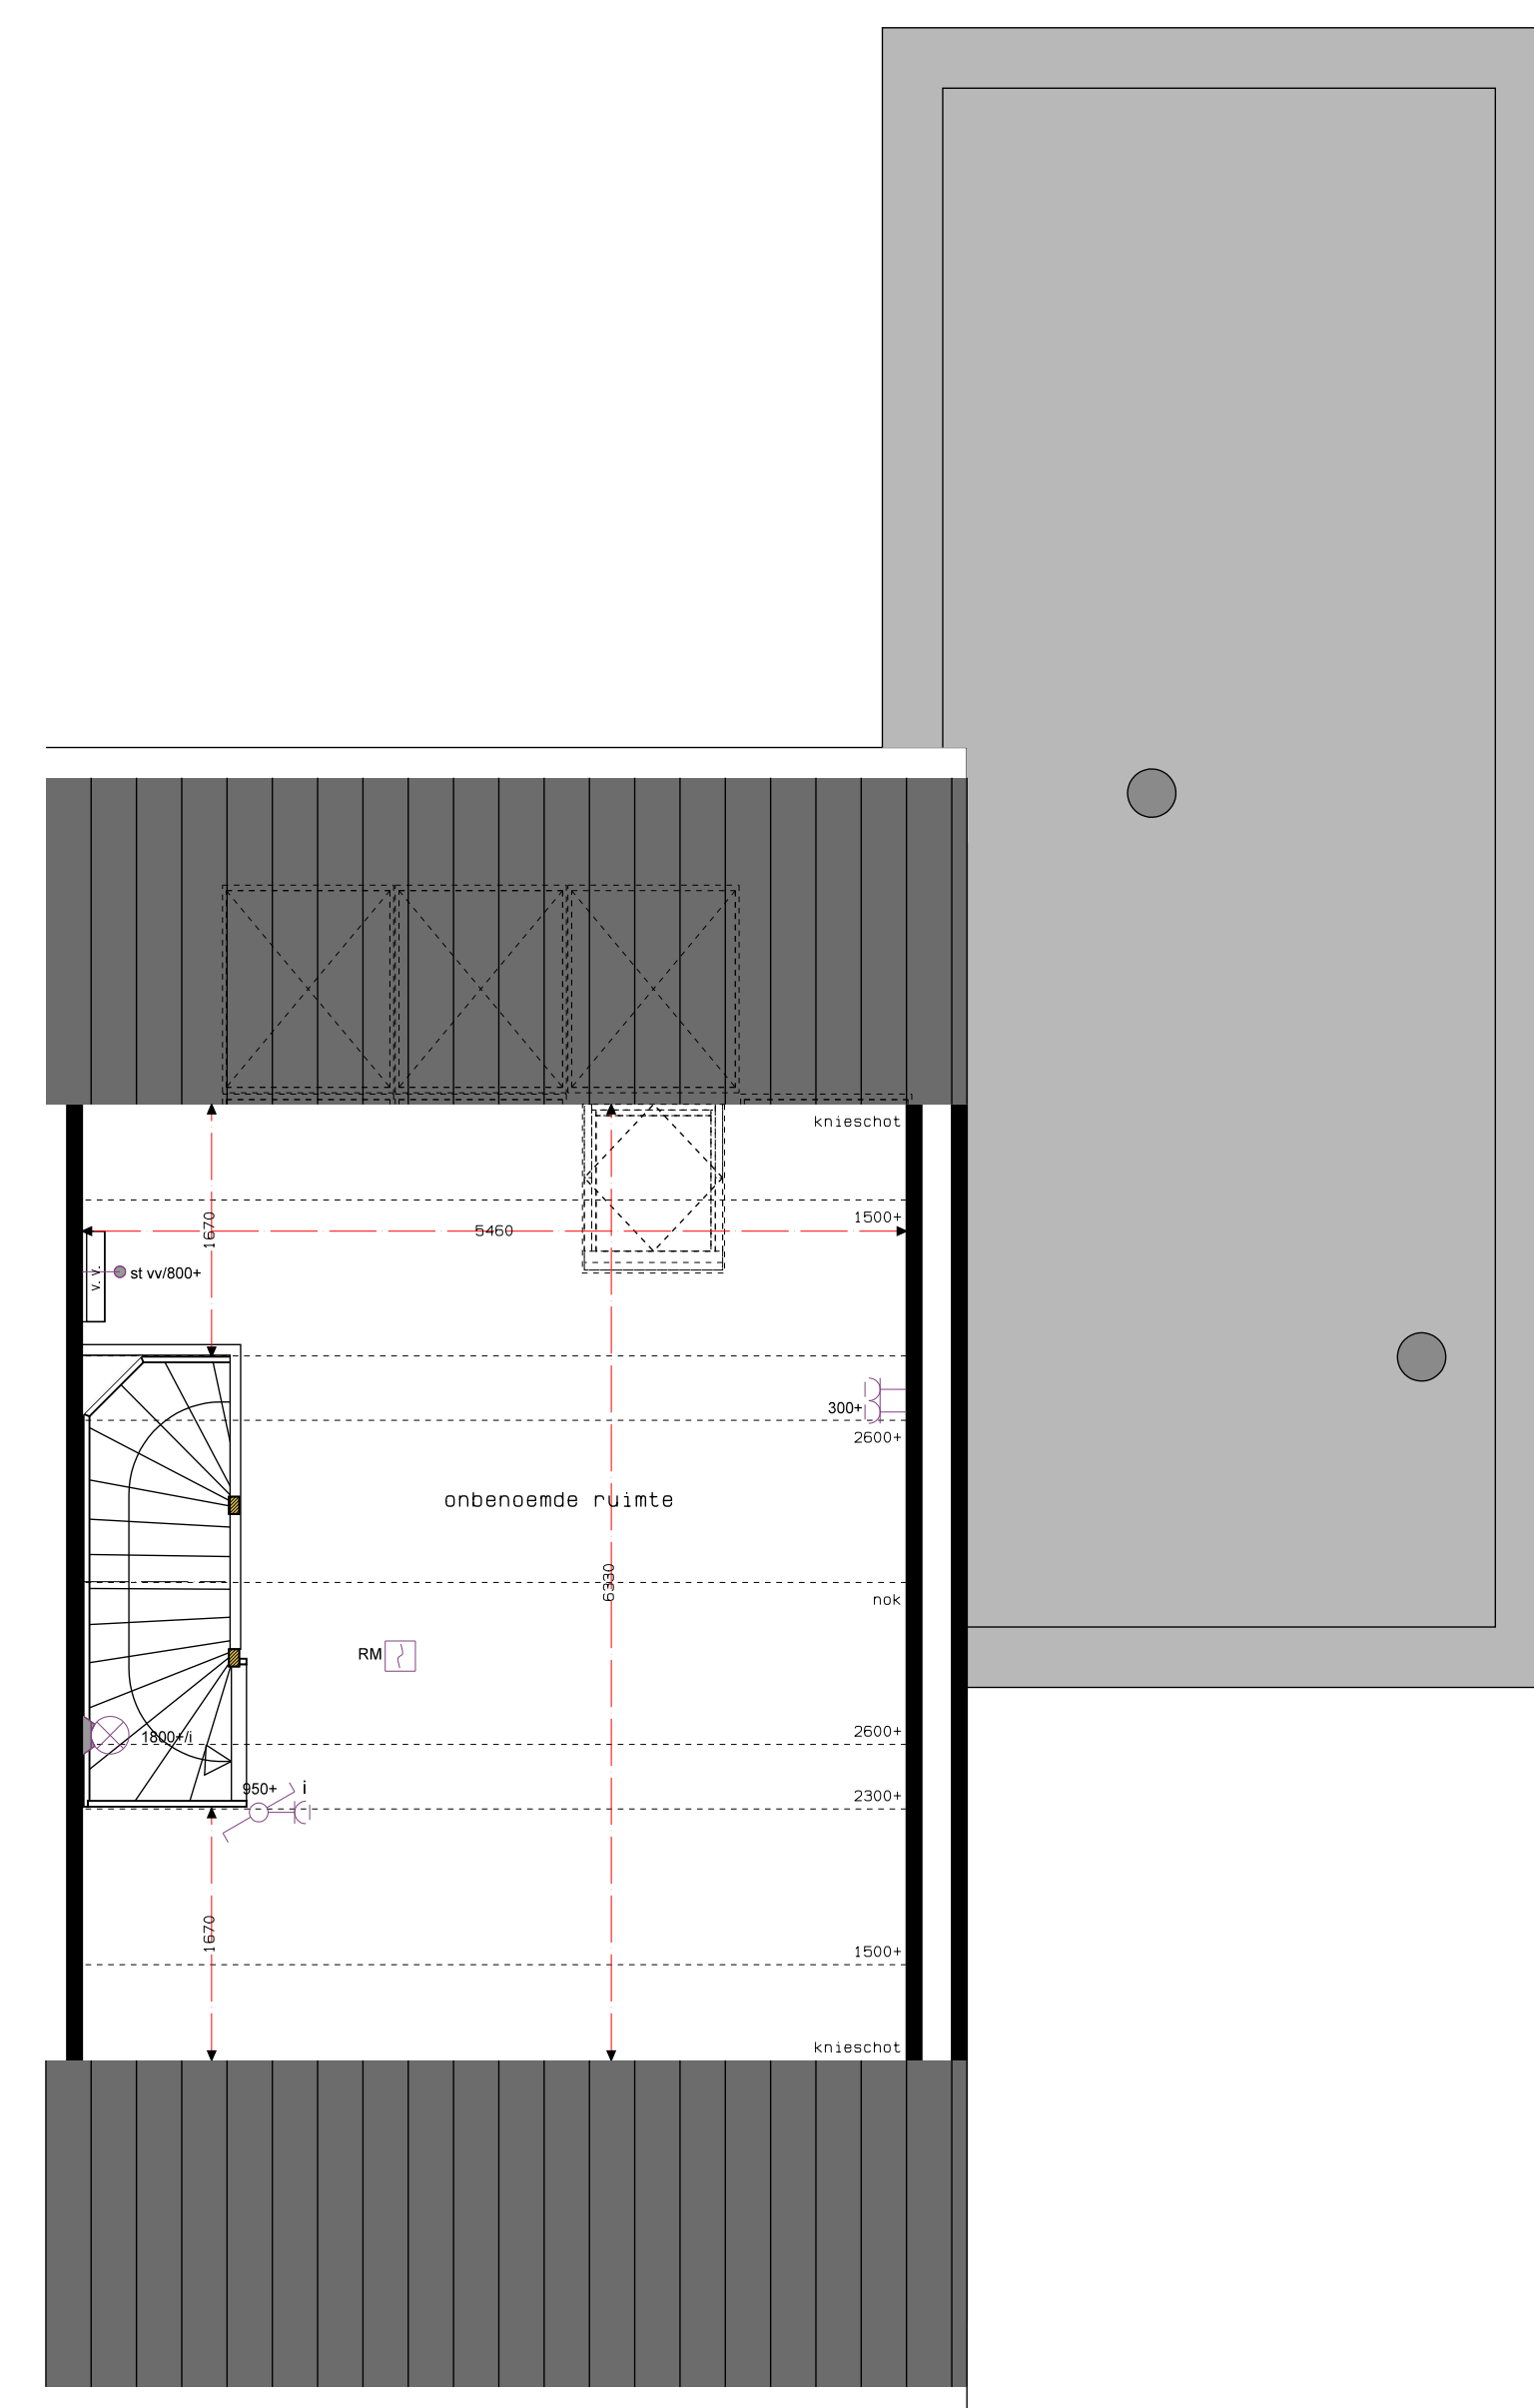 knieschot
1500+
1670
5460
v. v.
st vv/800+
300+
2600+
onbenoemde ruimte
6330
nok
RM
2600+
1800+/i
950+
i
2300+
1670
1500+
knieschot